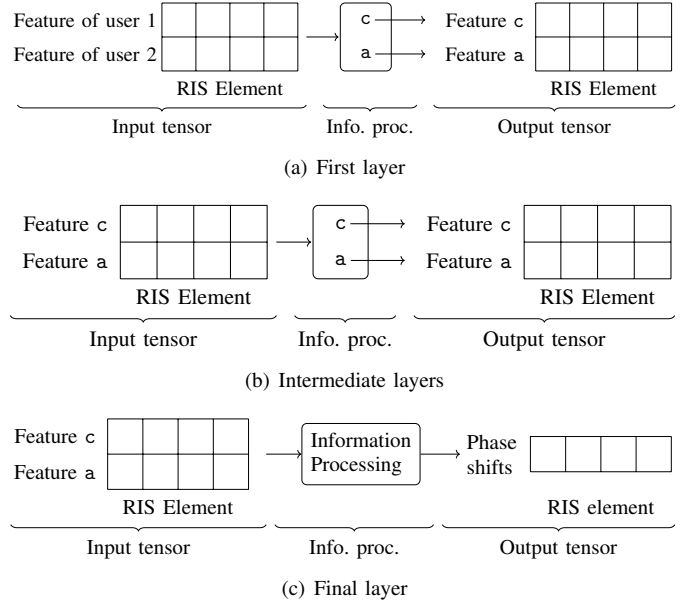 Feature of user 1
Feature of user 2
RIS Element
Input tensor
c
a
Info. proc.
Feature c
Feature a
RIS Element
Output tensor
(a) First layer
Feature c
Feature a
RIS Element
Input tensor
c
a
Info. proc.
Feature c
Feature a
RIS Element
Output tensor
(b) Intermediate layers
Feature c
Feature a
RIS Element
Input tensor
Information
Processing
Info. proc.
Phase
shifts
RIS element
Output tensor
(c) Final layer